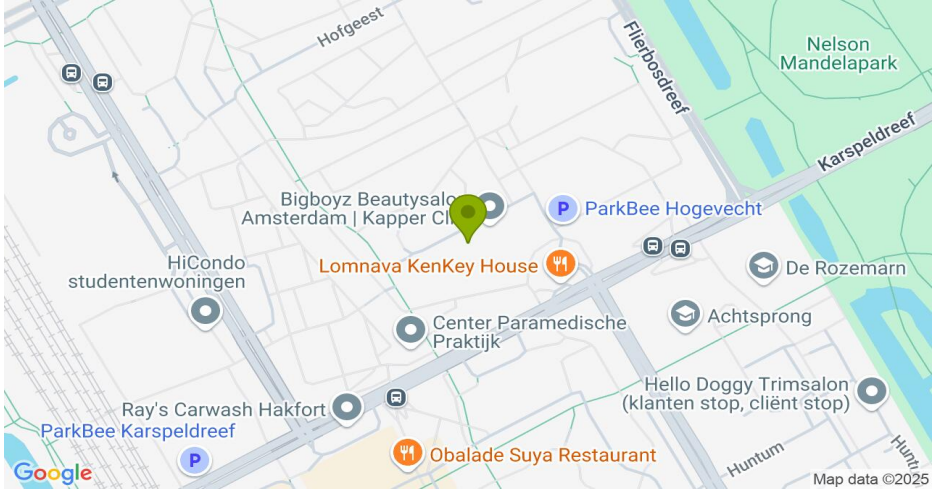 Hofgeest
Flierbosdreef
Nelson
Mandelapark
Karspeldreef
Bigboyz Beautysalo
Amsterdam | Kapper Cl
P
ParkBee Hogevecht
HiCondo
studentenwoningen
Lomnava KenKey House
De Rozemarn
Center Paramedische
Praktijk
Achtsprong
Ray's Carwash Hakfort
Hello Doggy Trimsalon
(klanten stop, cliënt stop)
ParkBee Karspeldreef
P
Obalade Suya Restaurant
Huntum
Huntu
Google
Map data ©2025